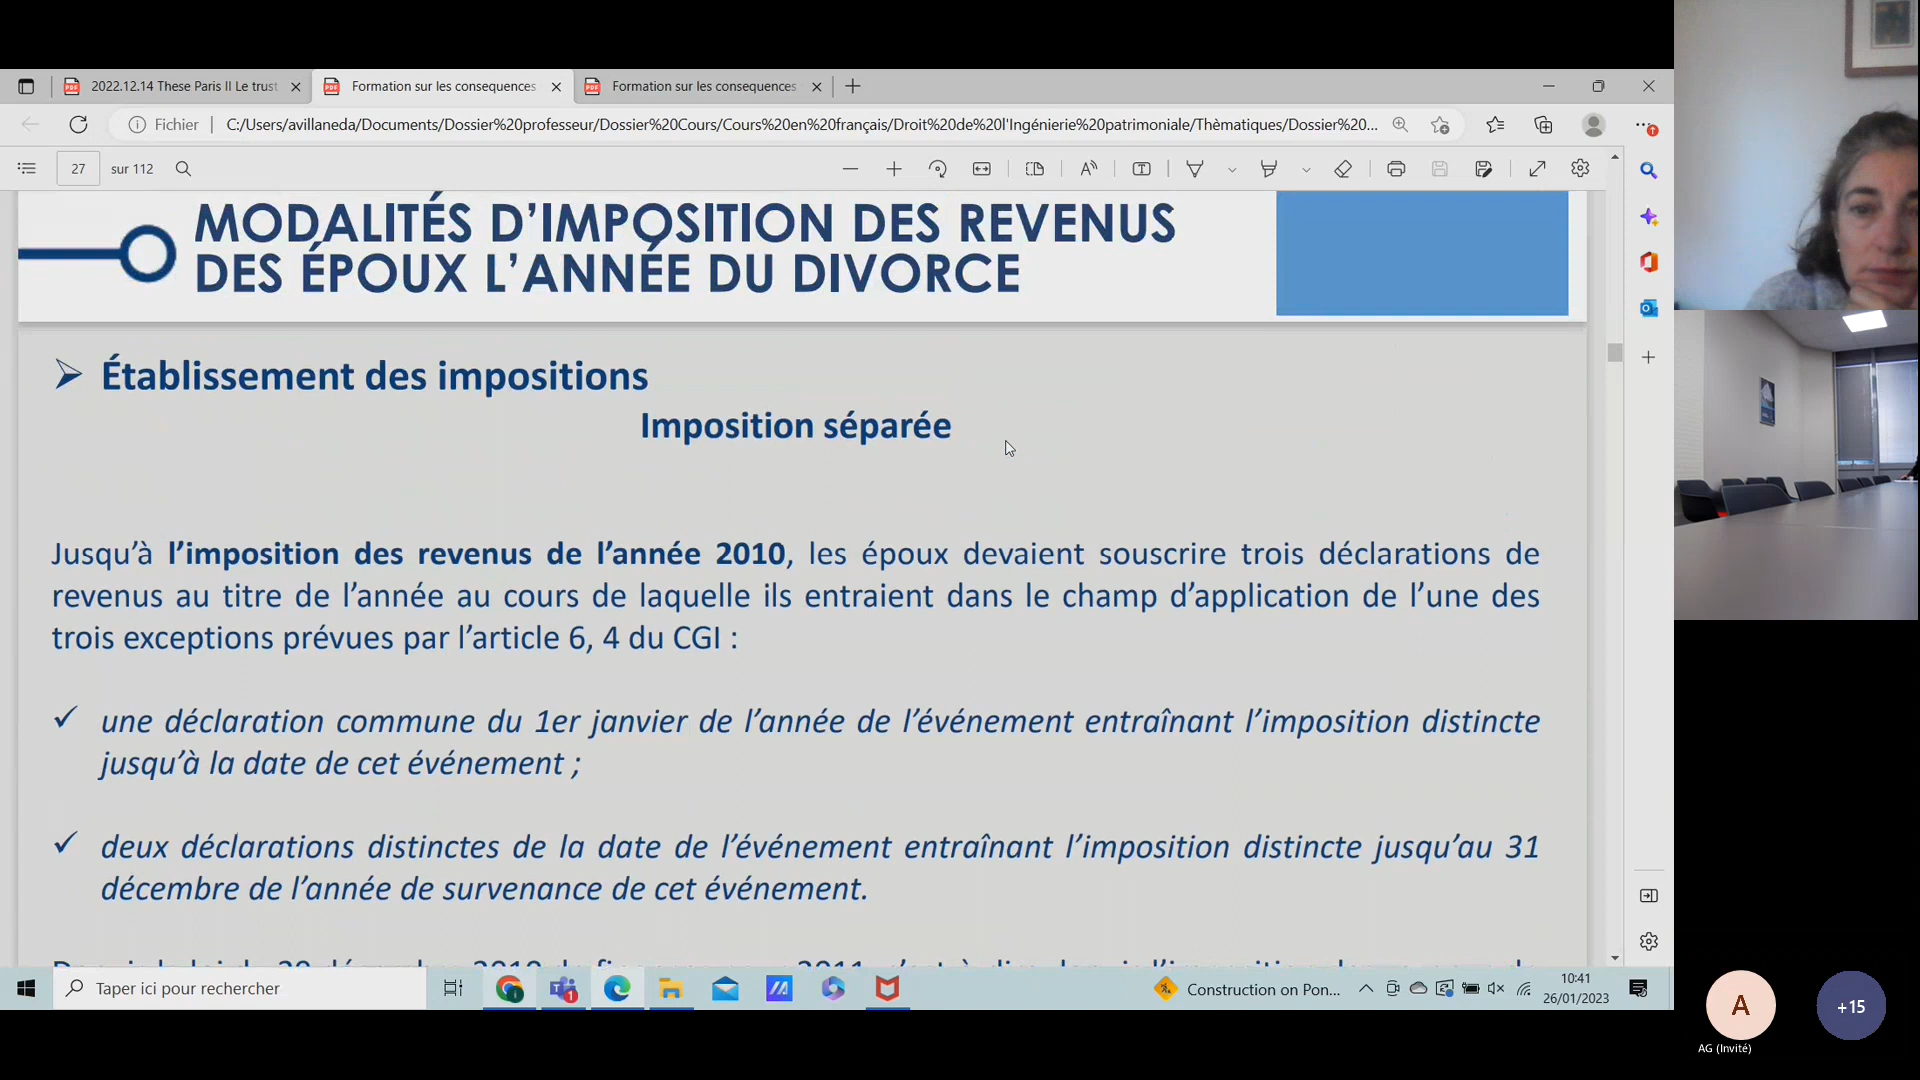 2022.12.14 These Paris II Le trust
Formation sur les consequences
Formation sur les consequences
Fichier
C:/Users/avillaneda/Documents/Dossier%20professeur/Dossier%20Cours/Cours%20en%20français/Droit%20de%20l'Ingénierie%20patrimoniale/Thèmatiques/Dossier%20...
27 sur 112
MODALITÉS D’IMPOSITION DES REVENUS
DES ÉPOUX L’ANNÉE DU DIVORCE
Établissement des impositions
Imposition séparée
Jusqu’à l’imposition des revenus de l’année 2010, les époux devaient souscrire trois déclarations de
revenus au titre de l’année au cours de laquelle ils entraient dans le champ d’application de l’une des
trois exceptions prévues par l’article 6, 4 du CGI :
une déclaration commune du 1er janvier de l’année de l’événement entraînant l’imposition distincte
jusqu’à la date de cet événement ;
deux déclarations distinctes de la date de l’événement entraînant l’imposition distincte jusqu’au 31
décembre de l’année de survenance de cet événement.
Taper ici pour rechercher
Construction on Pon...
10:41
26/01/2023
A
+15
AG (Invité)